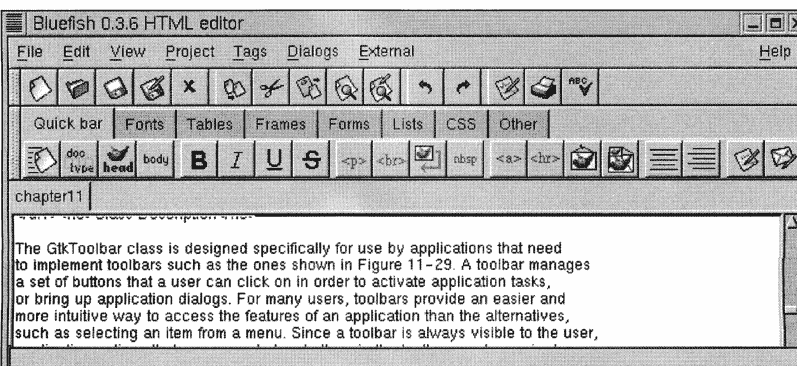 Bluefish 0.3.6 HTML editor
File Edit View Project Tags Dialogs External Help
ABC
Quick bar Fonts Tables Frames Forms Lists CSS Other
doc type head body B I U S <p> <br> nbsp <a> <hr>
chapter11
The GtkToolbar class is designed specifically for use by applications that need
to implement toolbars such as the ones shown in Figure 11-29. A toolbar manages
a set of buttons that a user can click on in order to activate application tasks,
or bring up application dialogs. For many users, toolbars provide an easier and
more intuitive way to access the features of an application than the alternatives,
such as selecting an item from a menu. Since a toolbar is always visible to the user,